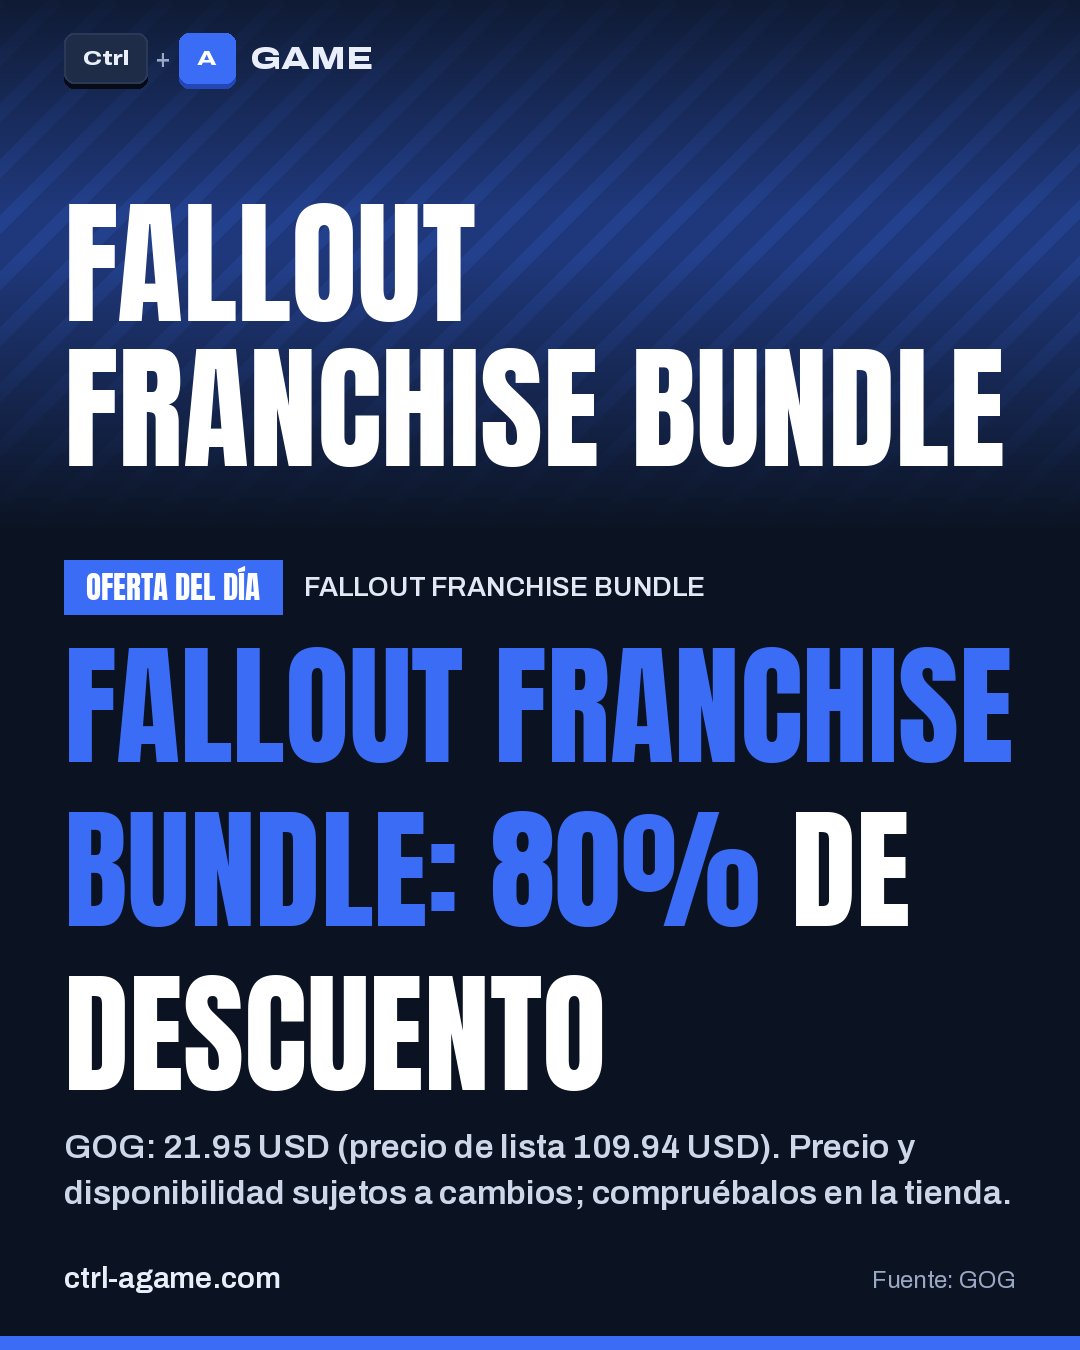 Ctrl + A GAME
FALLOUT
FRANCHISE BUNDLE
OFERTA DEL DÍA FALLOUT FRANCHISE BUNDLE
FALLOUT FRANCHISE
BUNDLE: 80% DE
DESCUENTO
GOG: 21.95 USD (precio de lista 109.94 USD). Precio y
disponibilidad sujetos a cambios; compruébalos en la tienda.
ctrl-agame.com Fuente: GOG